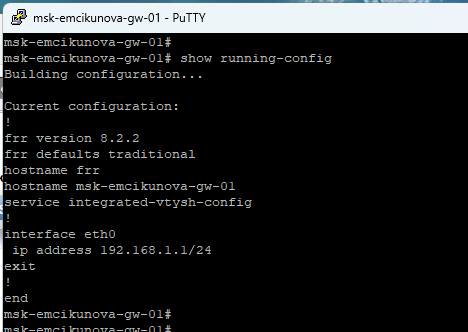 msk-emcikunova-gw-01 - PuTTY
msk-emcikunova-gw-01#
msk-emcikunova-gw-01# show running-config
Building configuration...

Current configuration:
!
frr version 8.2.2
frr defaults traditional
hostname frr
hostname msk-emcikunova-gw-01
service integrated-vtysh-config
!
interface eth0
 ip address 192.168.1.1/24
exit
!
end
msk-emcikunova-gw-01#
msk-emcikunova-gw-01#